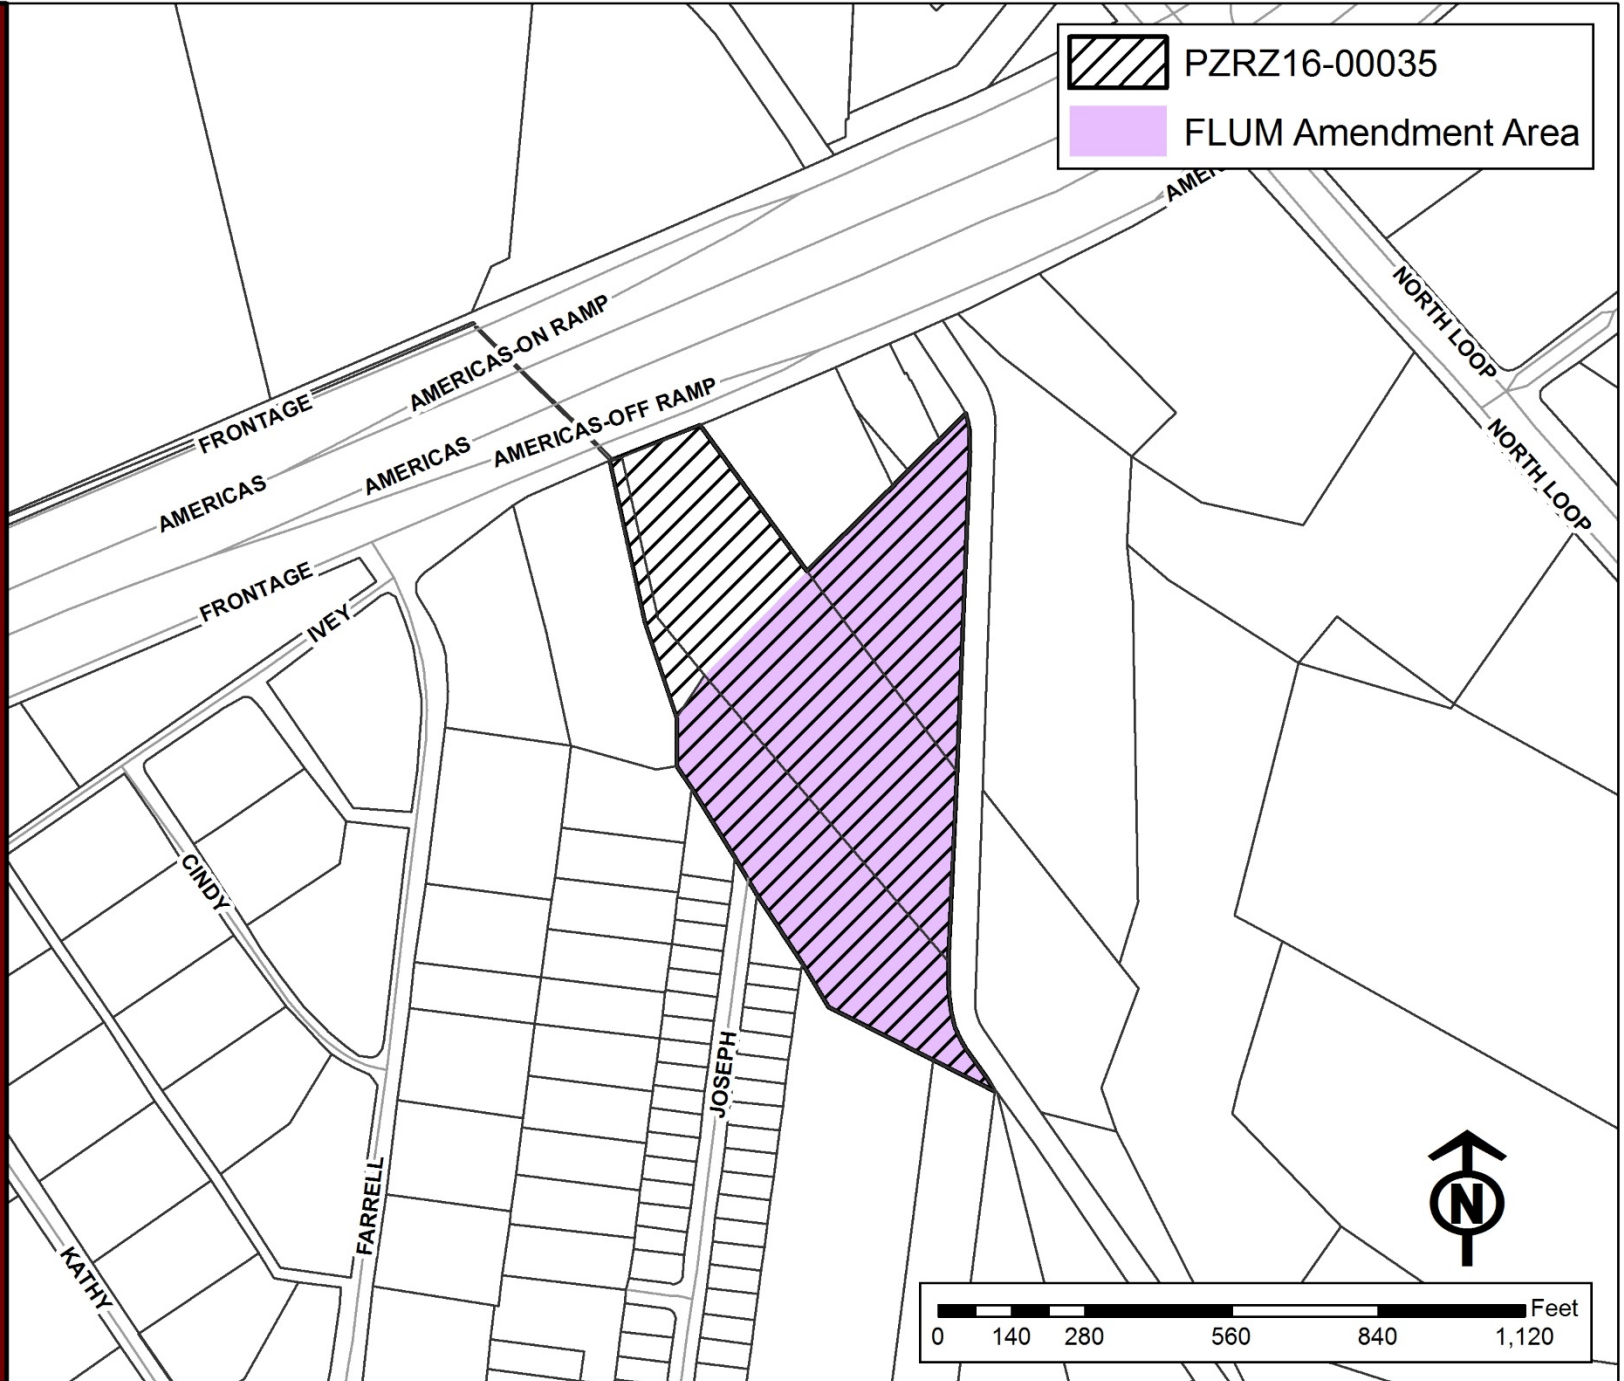 PZRZ16-00035
FLUM Amendment Area
NORTH LOOP
AMERICAS-ON RAMP
FRONTAGE
AMERICAS-OFF RAMP
AMERICAS
AMERICAS
NORTH LOOP
FRONTAGE
IVEY
CINDY
JOSEPH
FARRELL
KATHY
N
Feet
0 140 280 560 840 1,120